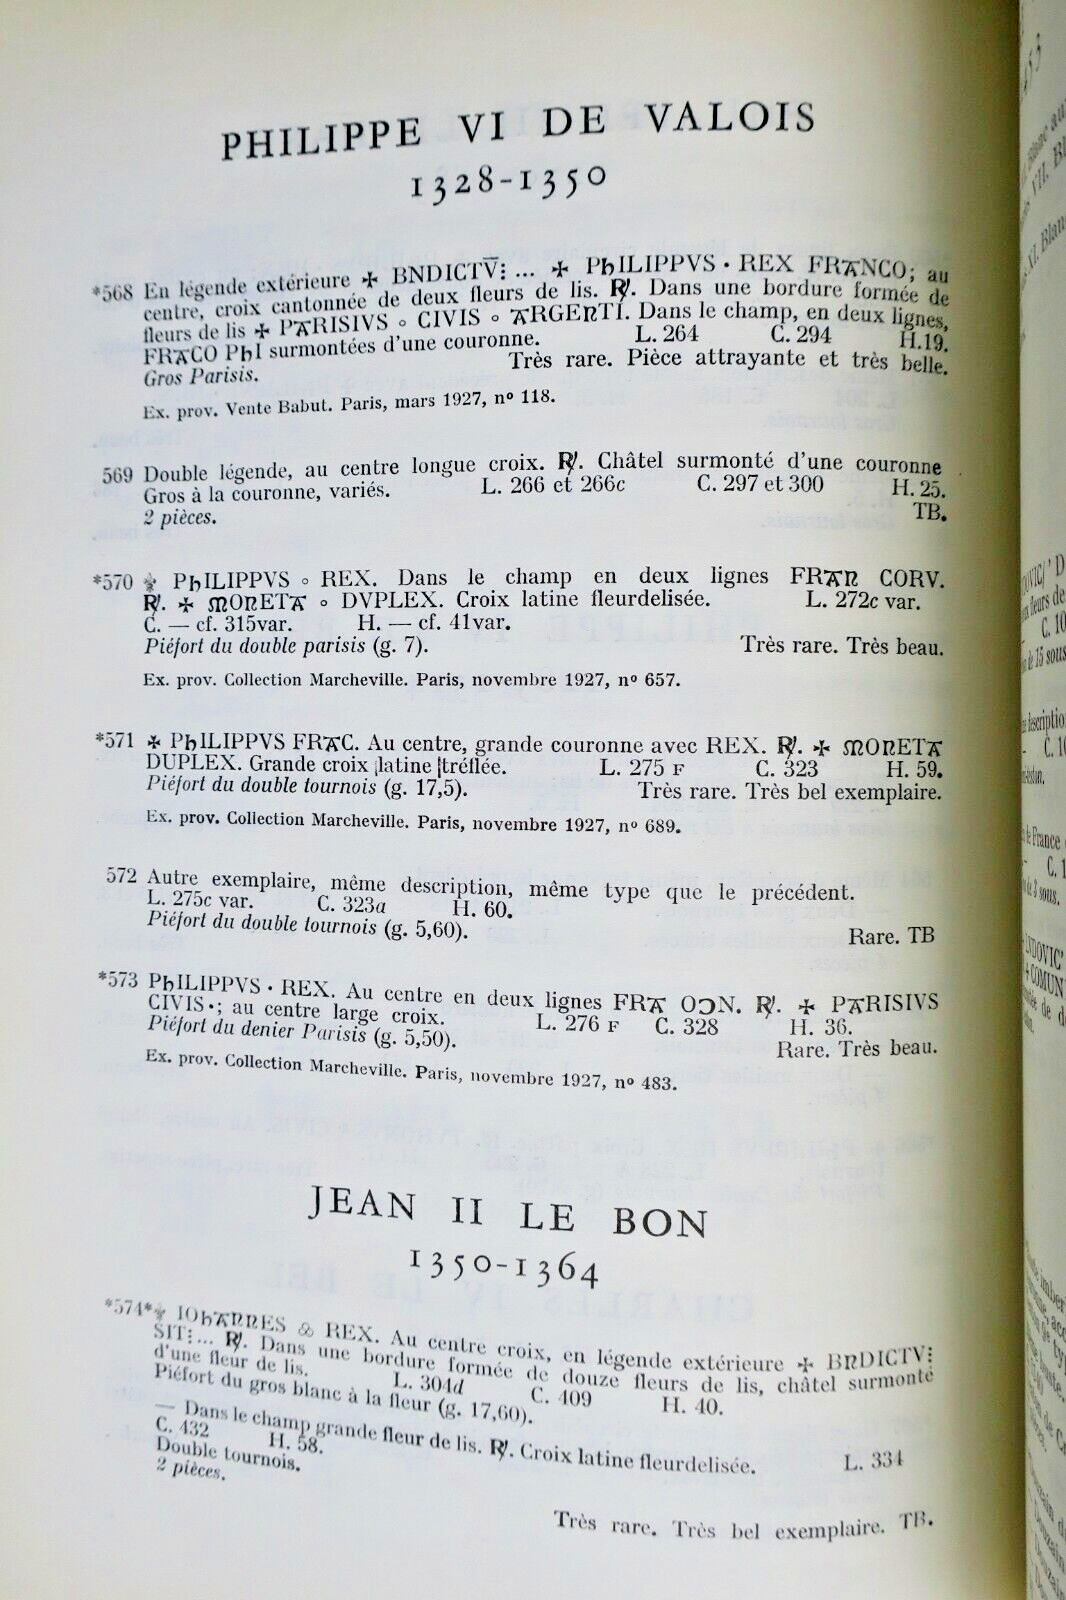 PHILIPPE VI DE VALOIS
1328-1350
*568 En légende extérieure ✠ BNDICTV̅⁝ ... ✠ PhILIPPVS · REX FRANCO; au
centre, croix cantonnée de deux fleurs de lis. R/. Dans une bordure formée de
fleurs de lis ✠ PARISIVS ∘ CIVIS ∘ ARGENTI. Dans le champ, en deux lignes,
FRACO PhI surmontées d'une couronne. L. 264 C. 294 H.19.
Gros Parisis. Très rare. Pièce attrayante et très belle.
Ex. prov. Vente Babut. Paris, mars 1927, nº 118.
569 Double légende, au centre longue croix. R/. Châtel surmonté d'une couronne
Gros à la couronne, variés. L. 266 et 266c C. 297 et 300 H. 25.
2 pièces. TB.
*570 ⚜ PhILIPPVS ∘ REX. Dans le champ en deux lignes FRAN CORV.
R/. ✠ MONETA ∘ DVPLEX. Croix latine fleurdelisée. L. 272c var.
C. — cf. 315var. H. — cf. 41var.
Piéfort du double parisis (g. 7). Très rare. Très beau.
Ex. prov. Collection Marcheville. Paris, novembre 1927, nº 657.
*571 ✠ PhILIPPVS FRAC. Au centre, grande couronne avec REX. R/. ✠ MONETA
DUPLEX. Grande croix |latine |tréflée. L. 275 F C. 323 H. 59.
Piéfort du double tournois (g. 17,5). Très rare. Très bel exemplaire.
Ex. prov. Collection Marcheville. Paris, novembre 1927, nº 689.
572 Autre exemplaire, même description, même type que le précédent.
L. 275c var. C. 323a H. 60.
Piéfort du double tournois (g. 5,60). Rare. TB
*573 PhILIPPVS · REX. Au centre en deux lignes FRA OƆN. R/. ✠ PARISIVS
CIVIS·; au centre large croix. L. 276 F C. 328 H. 36.
Piéfort du denier Parisis (g. 5,50). Rare. Très beau.
Ex. prov. Collection Marcheville. Paris, novembre 1927, nº 483.
JEAN II LE BON
1350-1364
*574*⚜ IOhANNES & REX. Au centre croix, en légende extérieure ✠ BNDICTV⁝
SIT⁝... R/. Dans une bordure formée de douze fleurs de lis, châtel surmonté
d'une fleur de lis. L. 304d C. 409 H. 40.
Piéfort du gros blanc à la fleur (g. 17,60).
— Dans le champ grande fleur de lis. R/. Croix latine fleurdelisée. L. 334
C. 432 H. 58.
Double tournois.
2 pièces.
Très rare. Très bel exemplaire. TB.